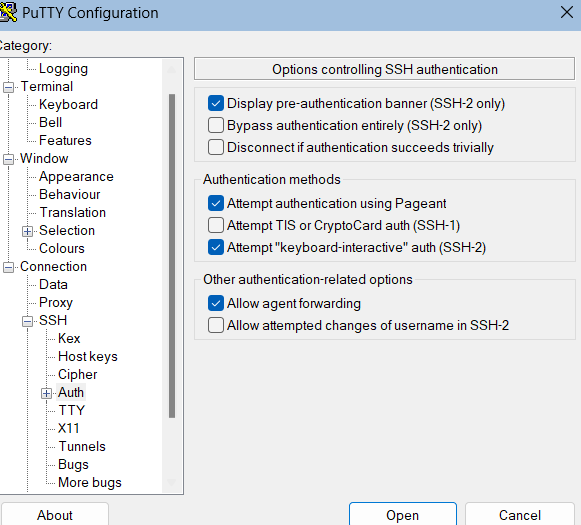 PuTTY Configuration
Category:
Logging
Terminal
Keyboard
Bell
Features
Window
Appearance
Behaviour
Translation
Selection
Colours
Connection
Data
Proxy
SSH
Kex
Host keys
Cipher
Auth
TTY
X11
Tunnels
Bugs
More bugs
Options controlling SSH authentication
Display pre-authentication banner (SSH-2 only)
Bypass authentication entirely (SSH-2 only)
Disconnect if authentication succeeds trivially
Authentication methods
Attempt authentication using Pageant
Attempt TIS or CryptoCard auth (SSH-1)
Attempt "keyboard-interactive" auth (SSH-2)
Other authentication-related options
Allow agent forwarding
Allow attempted changes of username in SSH-2
About
Open
Cancel